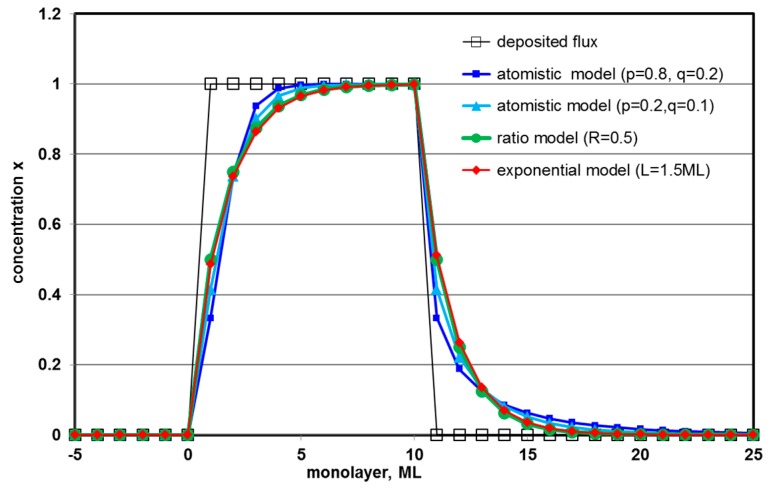 1.2
1
0.8
0.6
0.4
0.2
0
concentration x
deposited flux
atomistic  model (p=0.8, q=0.2)
atomistic model (p=0.2,q=0.1)
ratio model (R=0.5)
exponential model (L=1.5ML)
-5
0
5
10
15
20
25
monolayer, ML